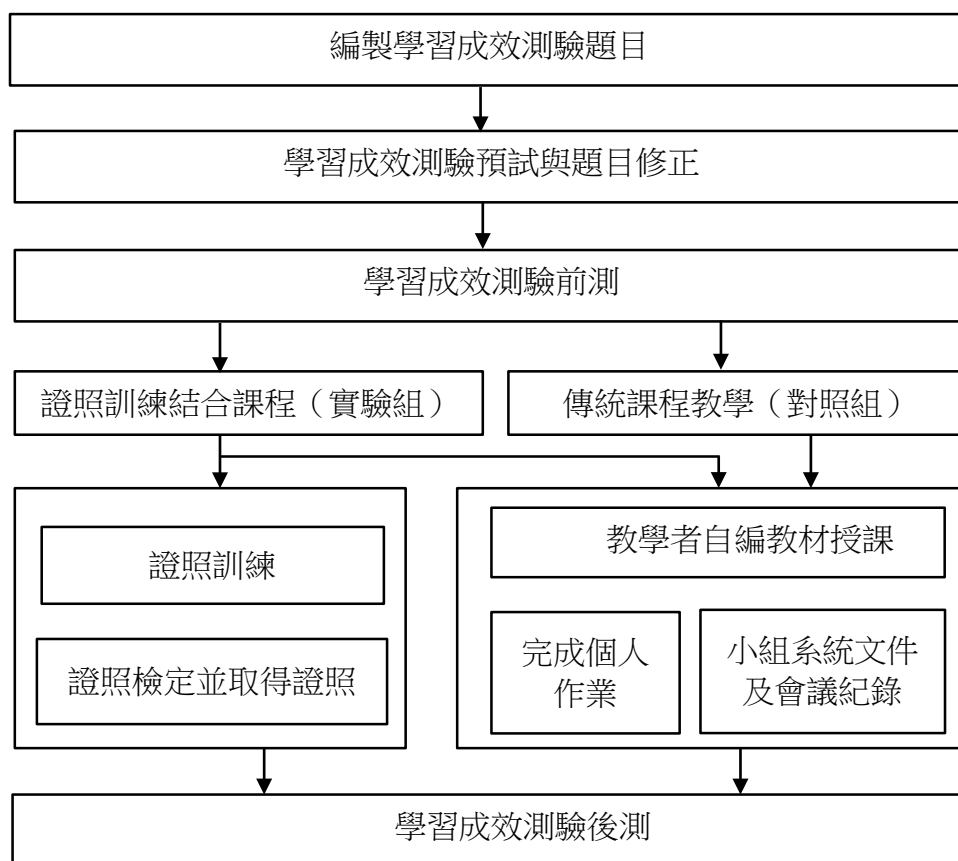 編製學習成效測驗題目
學習成效測驗預試與題目修正
學習成效測驗前測
證照訓練結合課程（實驗組）
傳統課程教學（對照組）
證照訓練
證照檢定並取得證照
教學者自編教材授課
完成個人
作業
小組系統文件
及會議紀錄
學習成效測驗後測